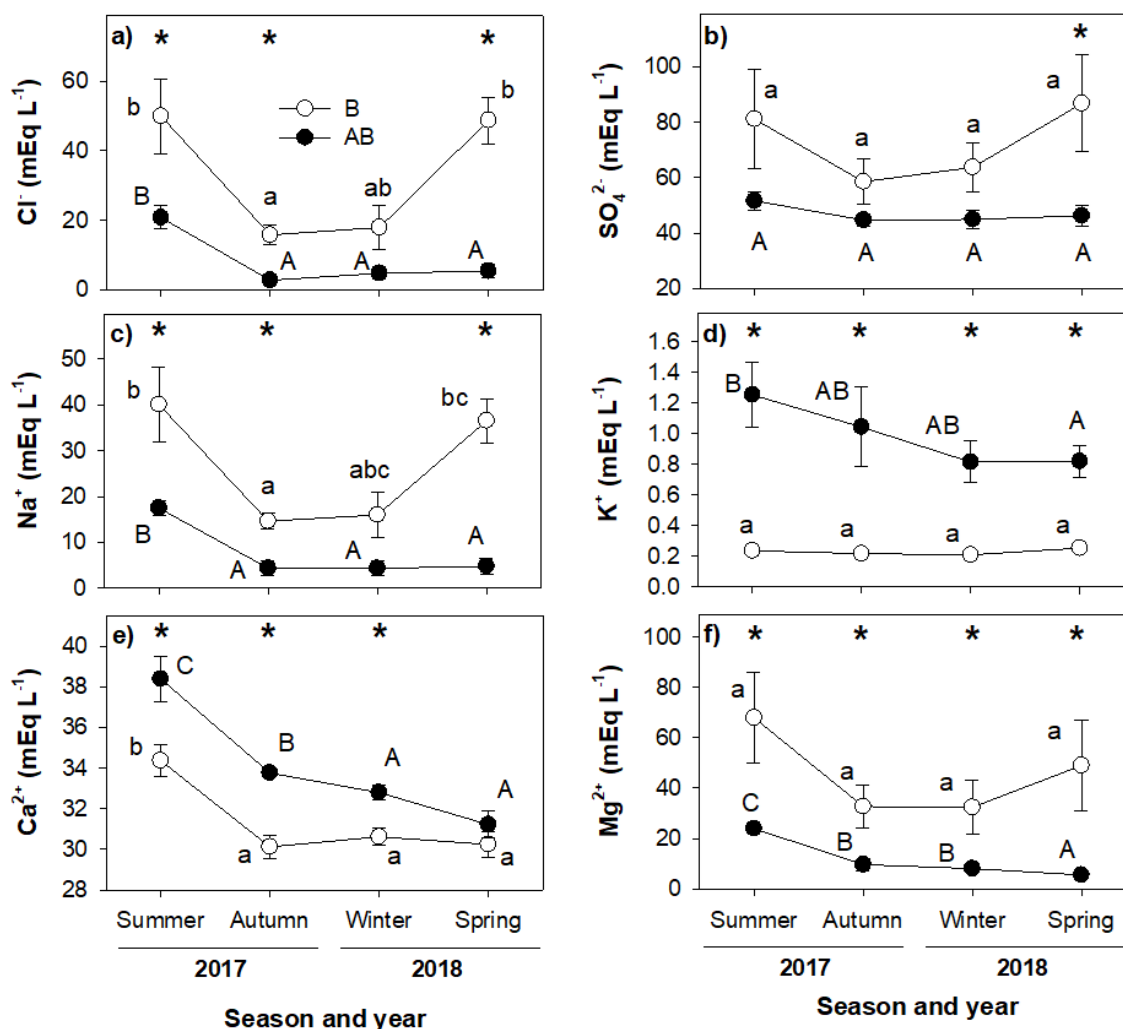 a) * * *
Cl⁻ (mEq L⁻¹)
60
40
20
0
B
AB
b a ab b
B A A A
b) *
SO₄²⁻ (mEq L⁻¹)
100
80
60
40
20
a a a a
A A A A
c) * * *
Na⁺ (mEq L⁻¹)
50
40
30
20
10
0
b a abc bc
B A A A
d) * * * *
K⁺ (mEq L⁻¹)
1.6
1.4
1.2
1.0
0.8
0.6
0.4
0.2
0.0
B AB AB A
a a a a
e) * * *
Ca²⁺ (mEq L⁻¹)
40
38
36
34
32
30
28
C B A A
b a a a
Summer Autumn Winter Spring
2017 2018
Season and year
f) * * * *
Mg²⁺ (mEq L⁻¹)
100
80
60
40
20
0
a a a a
C B B A
Summer Autumn Winter Spring
2017 2018
Season and year